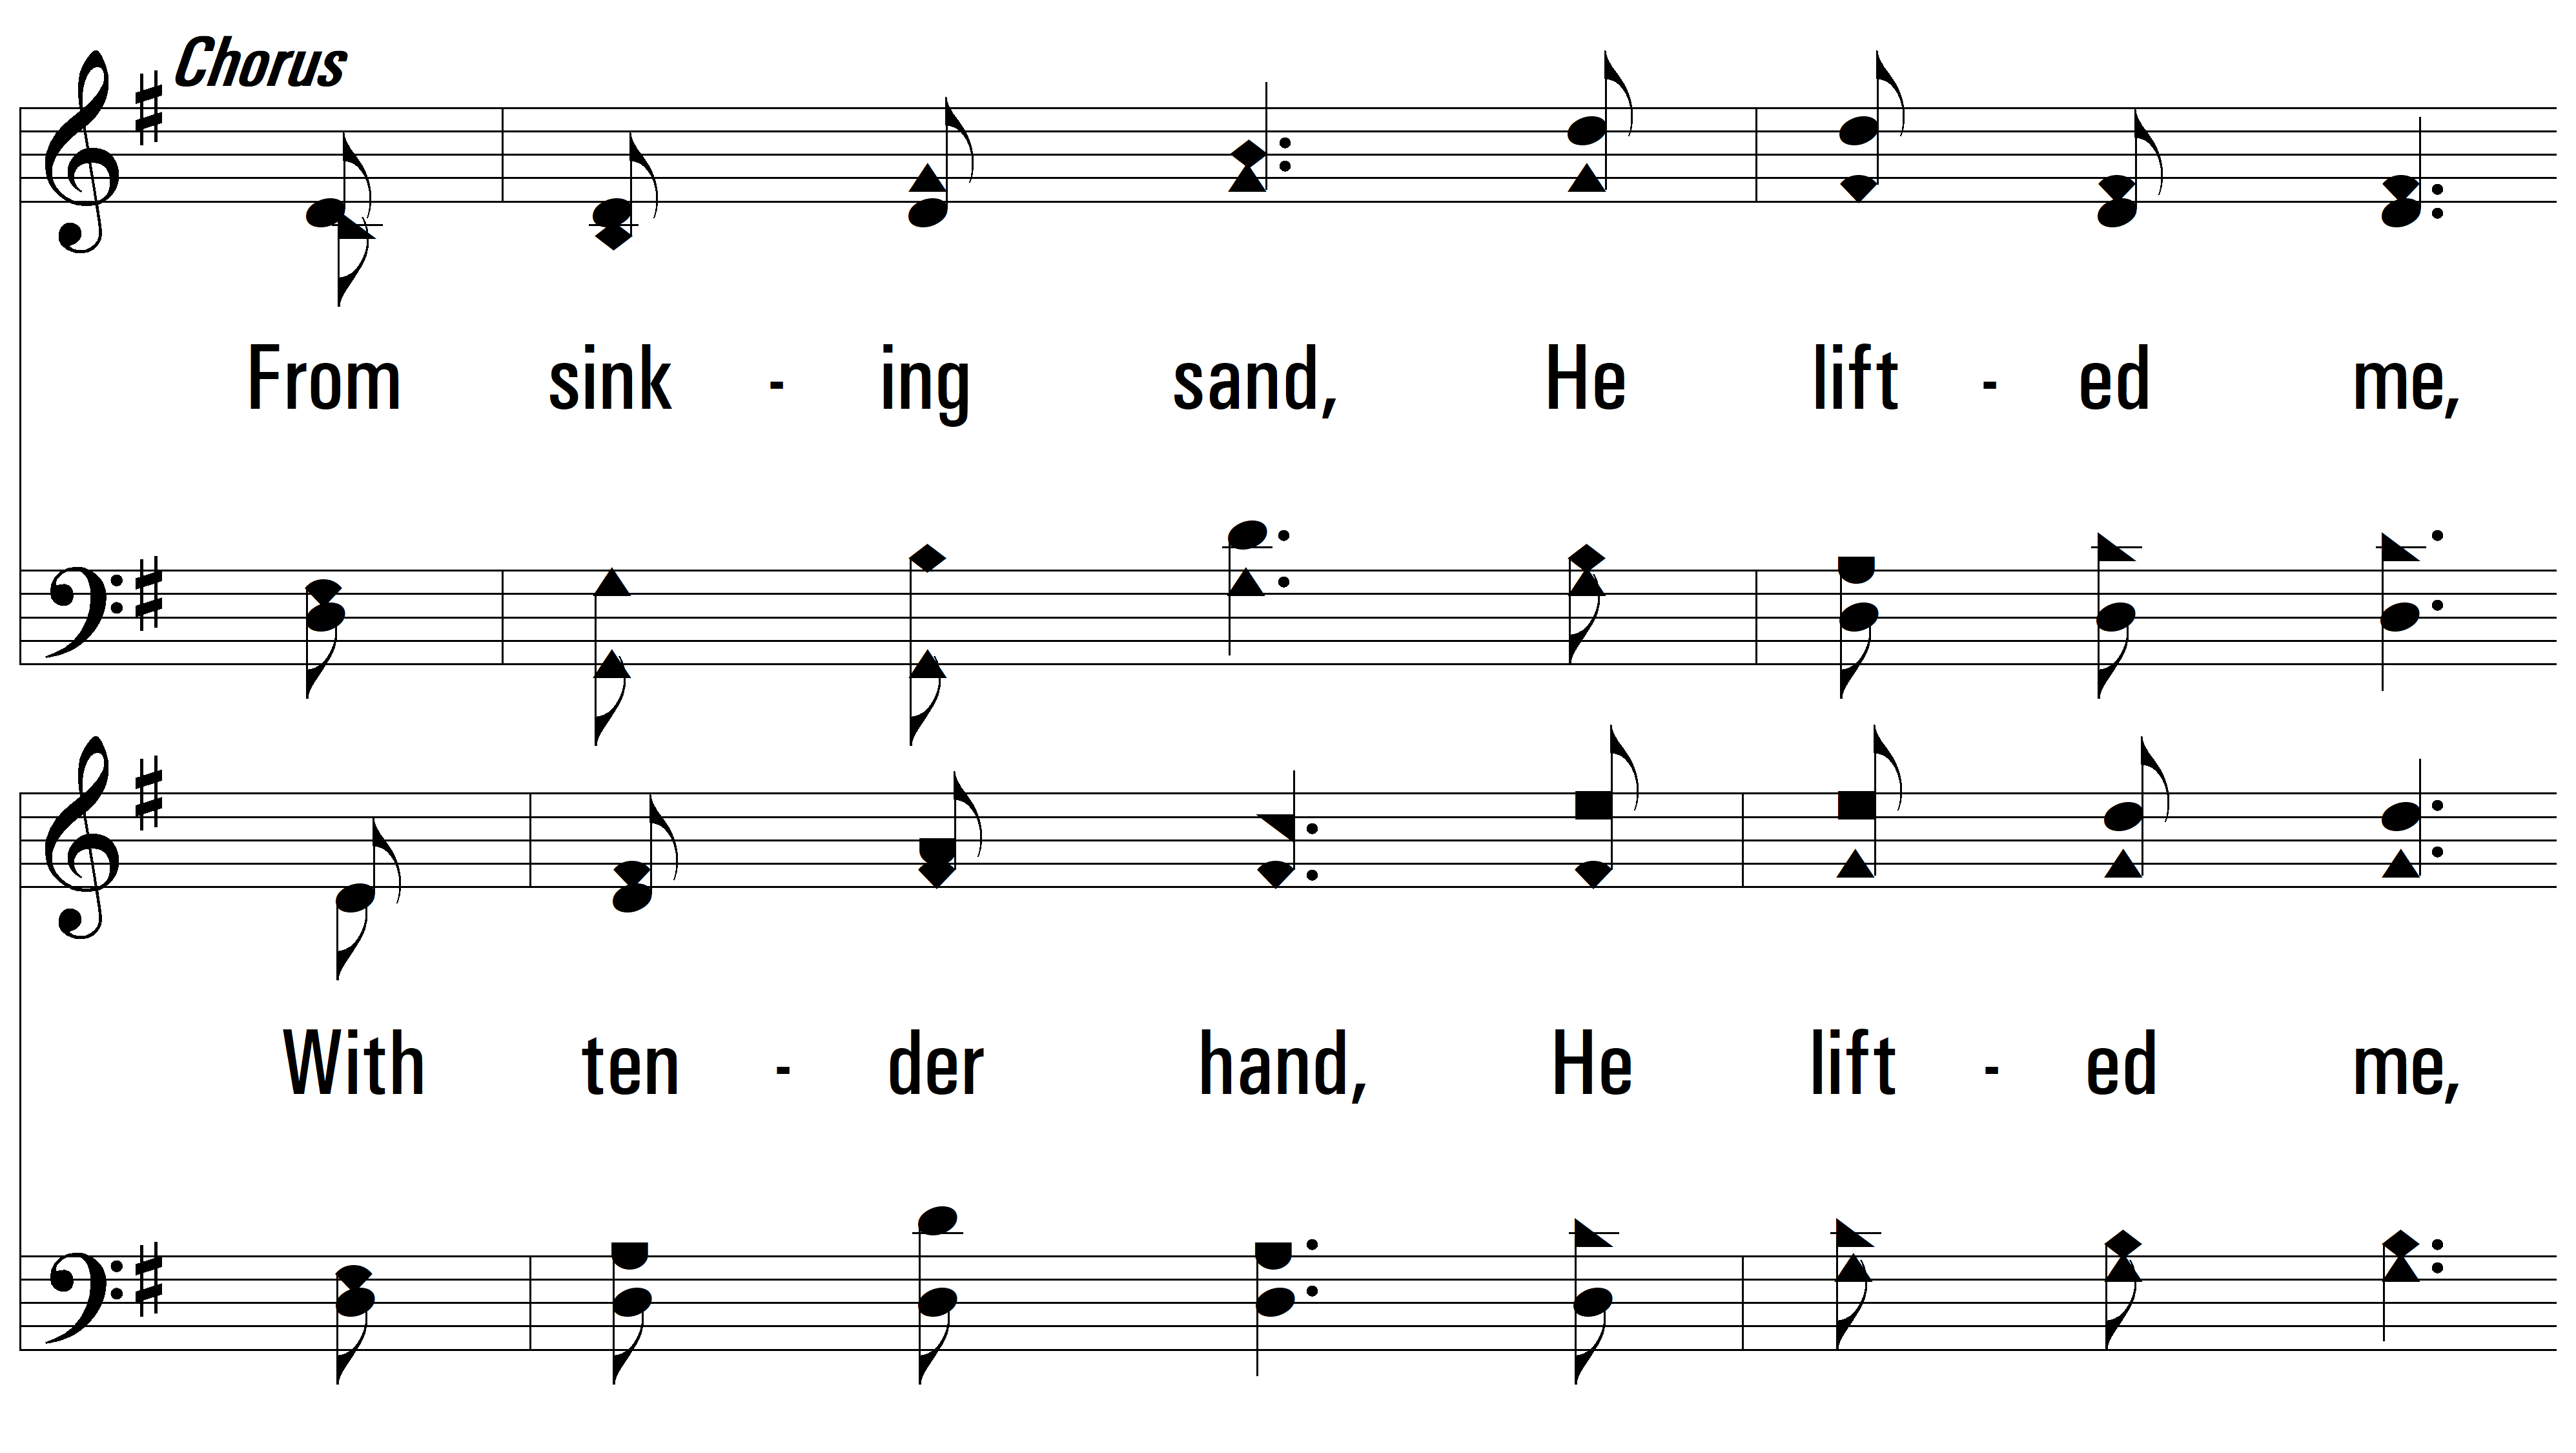 Chorus
From sink - ing sand, He lift - ed me,
With ten - der hand, He lift - ed me,